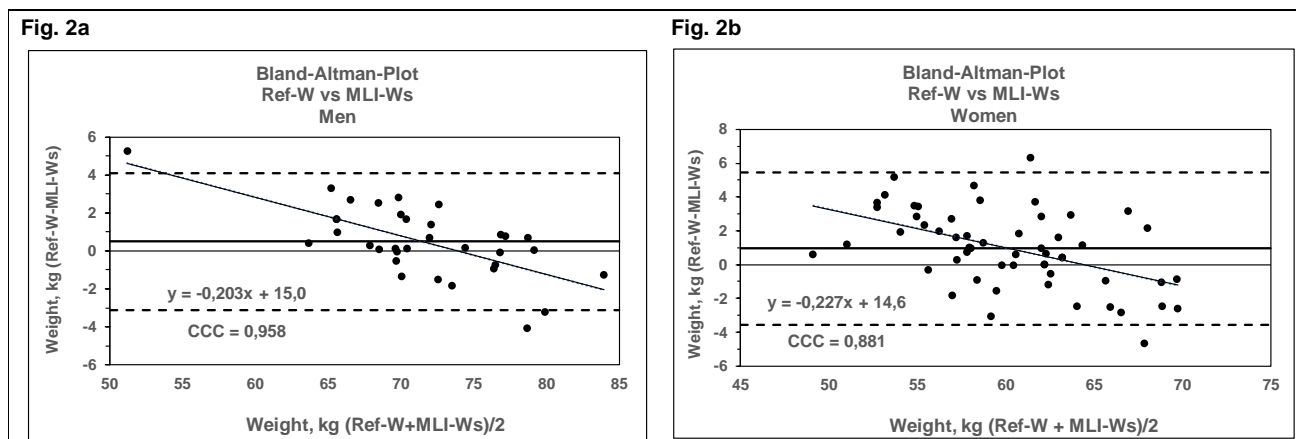 Fig. 2a
Bland-Altman-Plot
Ref-W vs MLI-Ws
Men
Weight, kg (Ref-W-MLI-Ws)
6
4
2
0
-2
-4
-6
y = -0,203x + 15,0
CCC = 0,958
50 55 60 65 70 75 80 85
Weight, kg (Ref-W+MLI-Ws)/2
Fig. 2b
Bland-Altman-Plot
Ref-W vs MLI-Ws
Women
Weight, kg (Ref-W-MLI-Ws)
8
6
4
2
0
-2
-4
-6
y = -0,227x + 14,6
CCC = 0,881
45 50 55 60 65 70 75
Weight, kg (Ref-W + MLI-Ws)/2